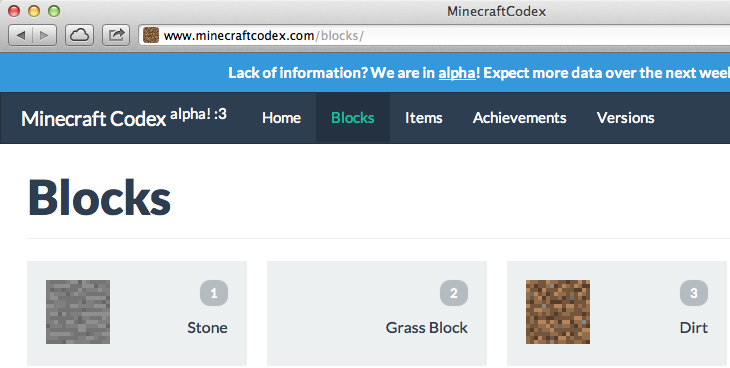 MinecraftCodex
www.minecraftcodex.com/blocks/
Lack of information? We are in alpha! Expect more data over the next
Minecraft Codex alpha! :3 Home Blocks Items Achievements Versions
Blocks
1 2 3
Stone Grass Block Dirt